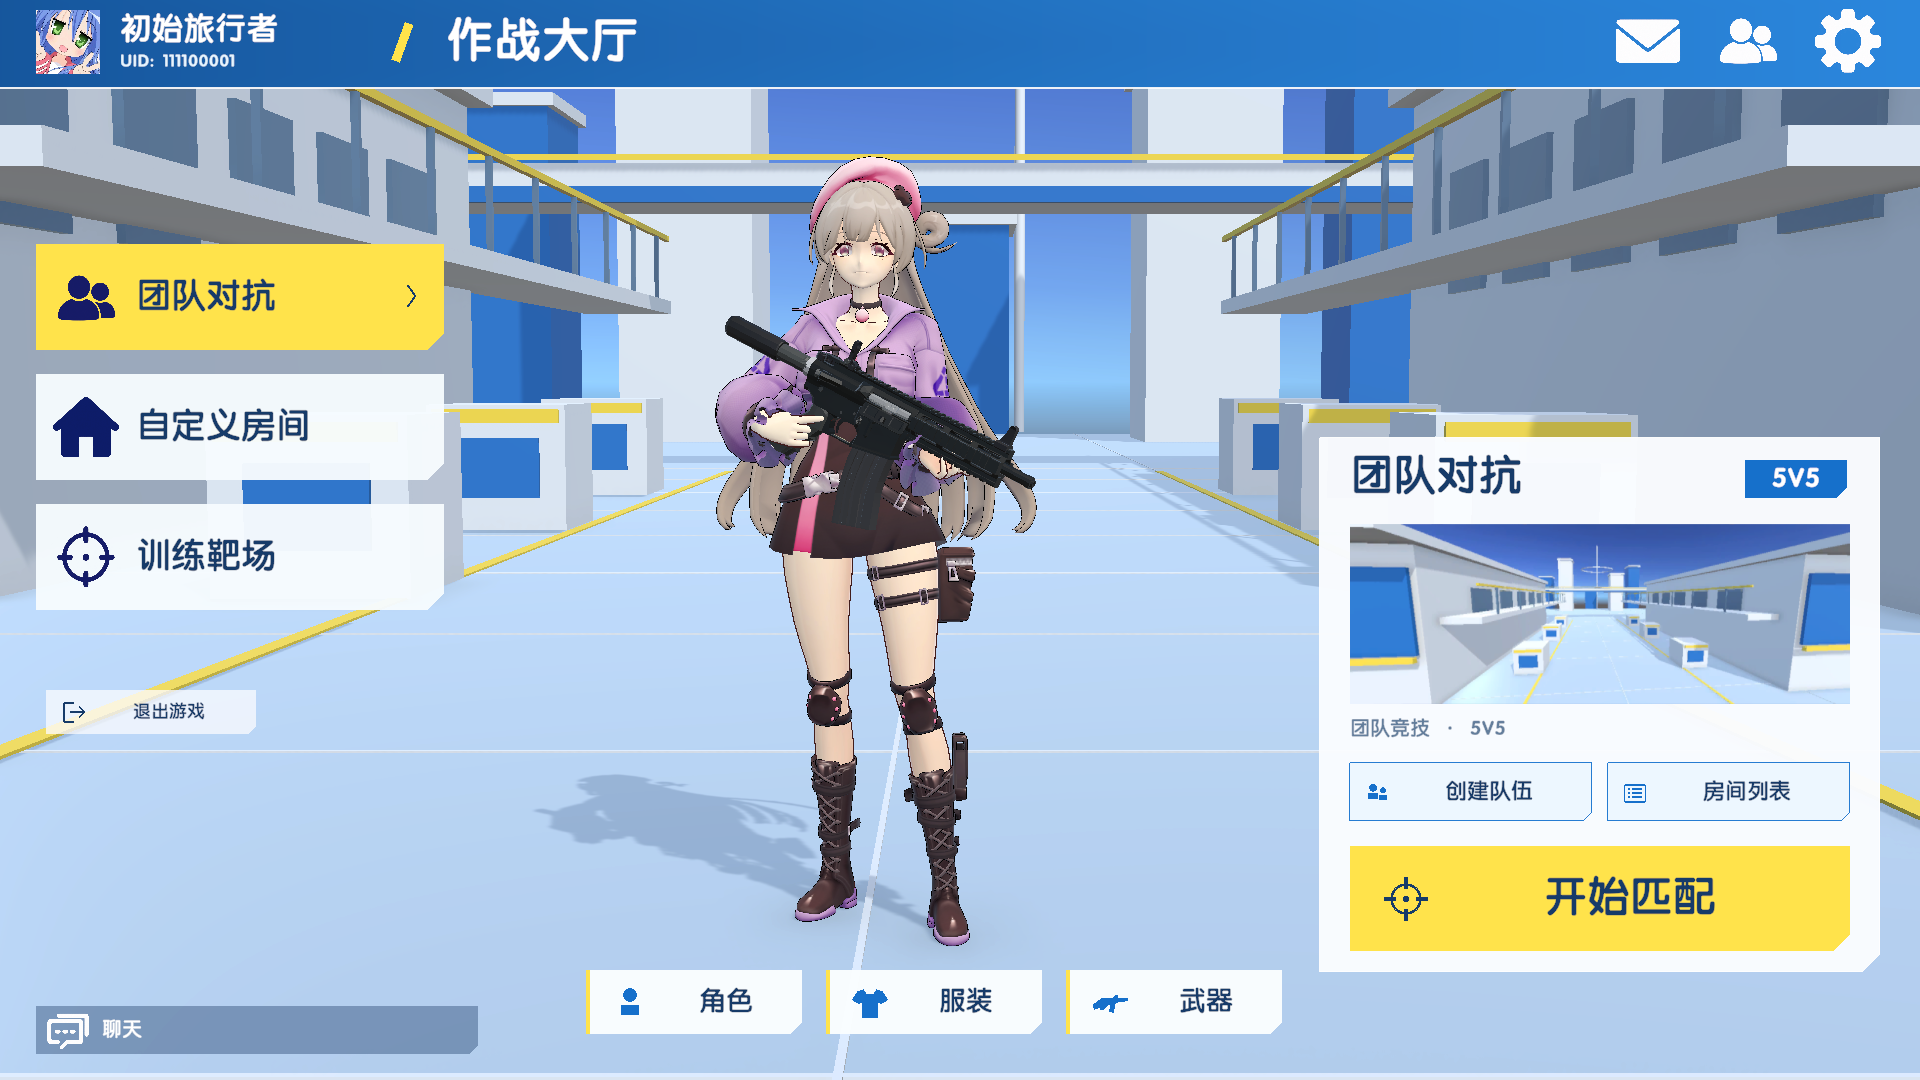 初始旅行者
UID: 111100001
作战大厅
团队对抗
自定义房间
训练靶场
退出游戏
团队对抗
5V5
团队竞技 · 5V5
创建队伍
房间列表
开始匹配
角色
服装
武器
聊天